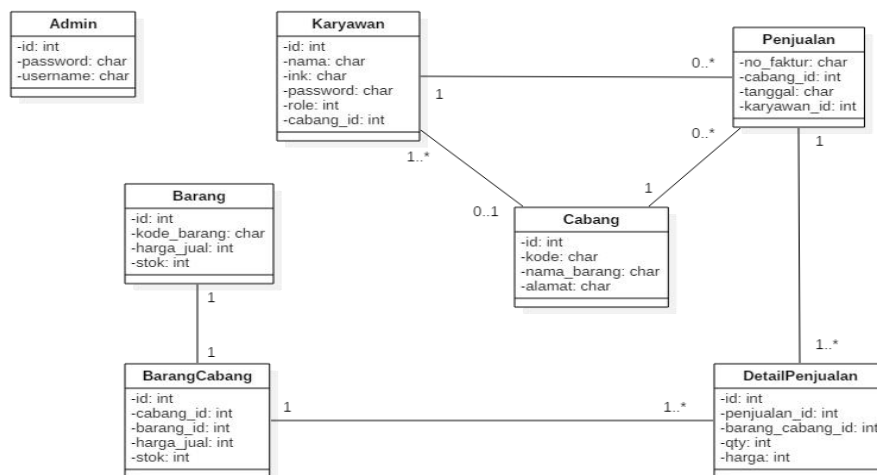 Admin
-id: int
-password: char
-username: char
Karyawan
-id: int
-nama: char
-ink: char
-password: char
-role: int
-cabang_id: int
Penjualan
-no_faktur: char
-cabang_id: int
-tanggal: char
-karyawan_id: int
1
0..*
1..*
0..1
0..*
1
1
1..*
Barang
-id: int
-kode_barang: char
-harga_jual: int
-stok: int
Cabang
-id: int
-kode: char
-nama_barang: char
-alamat: char
1
1
BarangCabang
-id: int
-cabang_id: int
-barang_id: int
-harga_jual: int
-stok: int
1
1..*
DetailPenjualan
-id: int
-penjualan_id: int
-barang_cabang_id: int
-qty: int
-harga: int